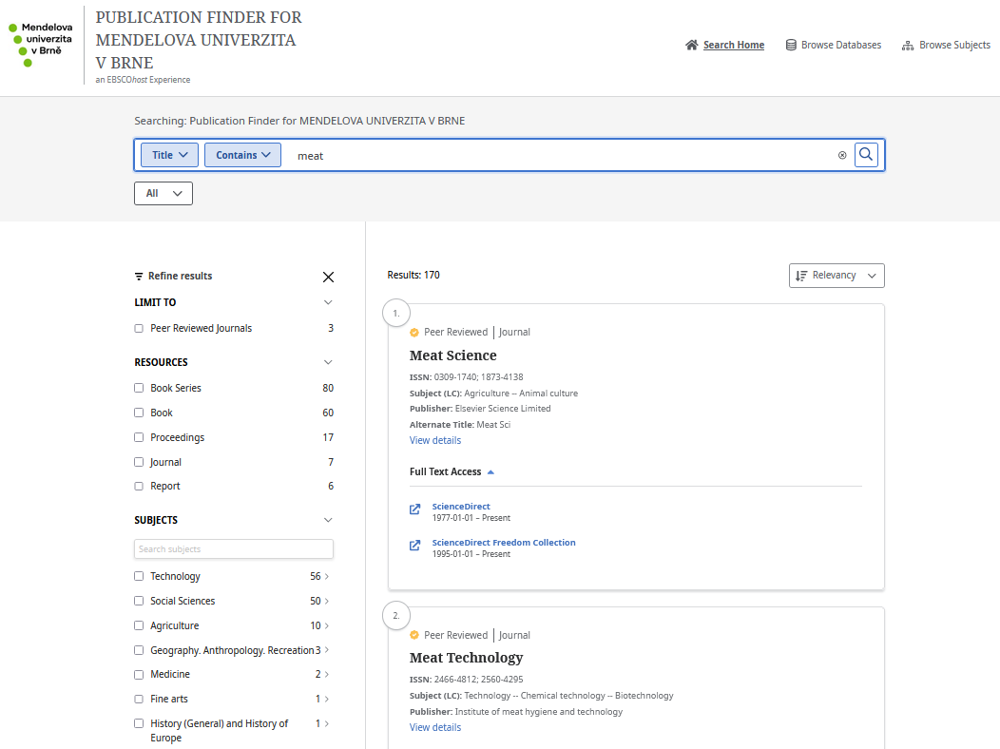 Mendelova
univerzita
v Brně
PUBLICATION FINDER FOR
MENDELOVA UNIVERZITA
V BRNE
an EBSCOhost Experience
Search Home
Browse Databases
Browse Subjects
Searching: Publication Finder for MENDELOVA UNIVERZITA V BRNE
Title
Contains
meat
All
Refine results
LIMIT TO
Peer Reviewed Journals 3
RESOURCES
Book Series 80
Book 60
Proceedings 17
Journal 7
Report 6
SUBJECTS
Search subjects
Technology 56
Social Sciences 50
Agriculture 10
Geography. Anthropology. Recreation 3
Medicine 2
Fine arts 1
History (General) and History of 1
Europe
Results: 170
Relevancy
1.
Peer Reviewed | Journal
Meat Science
ISSN: 0309-1740; 1873-4138
Subject (LC): Agriculture -- Animal culture
Publisher: Elsevier Science Limited
Alternate Title: Meat Sci
View details
Full Text Access
ScienceDirect
1977-01-01 – Present
ScienceDirect Freedom Collection
1995-01-01 – Present
2.
Peer Reviewed | Journal
Meat Technology
ISSN: 2466-4812; 2560-4295
Subject (LC): Technology -- Chemical technology -- Biotechnology
Publisher: Institute of meat hygiene and technology
View details